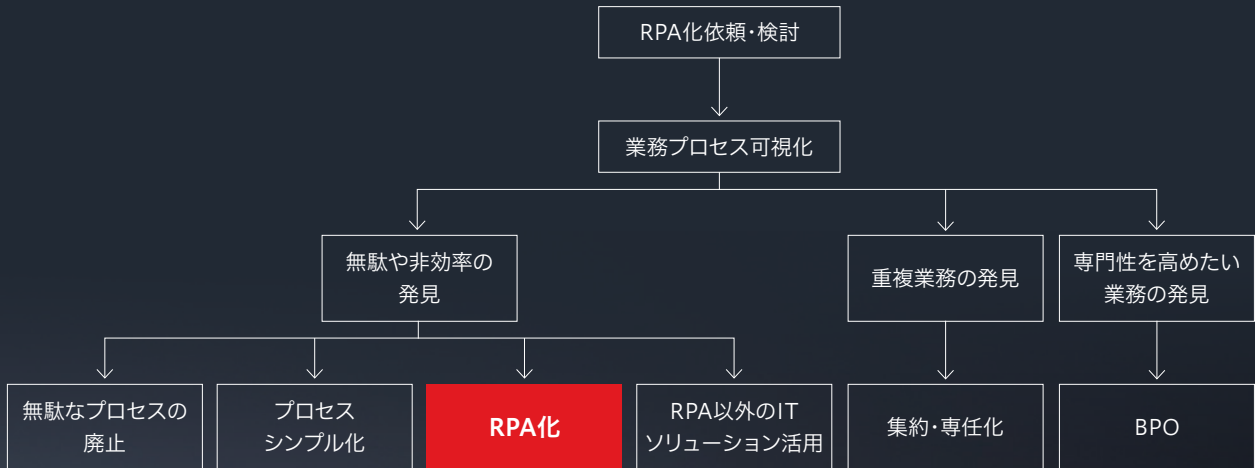 RPA化依頼・検討
業務プロセス可視化
無駄や非効率の
発見
重複業務の発見
専門性を高めたい
業務の発見
無駄なプロセスの
廃止
プロセス
シンプル化
RPA化
RPA以外のIT
ソリューション活用
集約・専任化
BPO